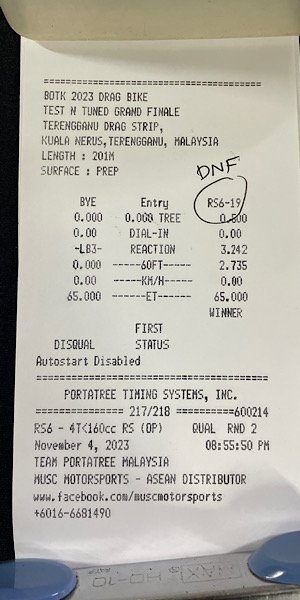 BOTK 2023 DRAG BIKE
TEST N TUNED GRAND FINALE
TERENGGANU DRAG STRIP,
KUALA NERUS,TERENGGANU, MALAYSIA
LENGTH : 201M
SURFACE : PREP
DNF
BYE Entry RS6-19
0.000 0.000 TREE 0.500
0.00 DIAL-IN 0.00
-LB3- REACTION 3.242
0.000 ------60FT------ 2.735
0.00 ------KM/H------ 0.00
65.000 -------ET------- 65.000
WINNER
FIRST
DISQUAL STATUS
Autostart Disabled
PORTATREE TIMING SYSTEMS, INC.
============= 217/218 ==========600214
RS6 - 4T<160cc RS (OP) QUAL RND 2
November 4, 2023 08:55:50 PM
TEAM PORTATREE MALAYSIA
MUSC MOTORSPORTS - ASEAN DISTRIBUTOR
www.facebook.com/muscmotorsports
+6016-6681490